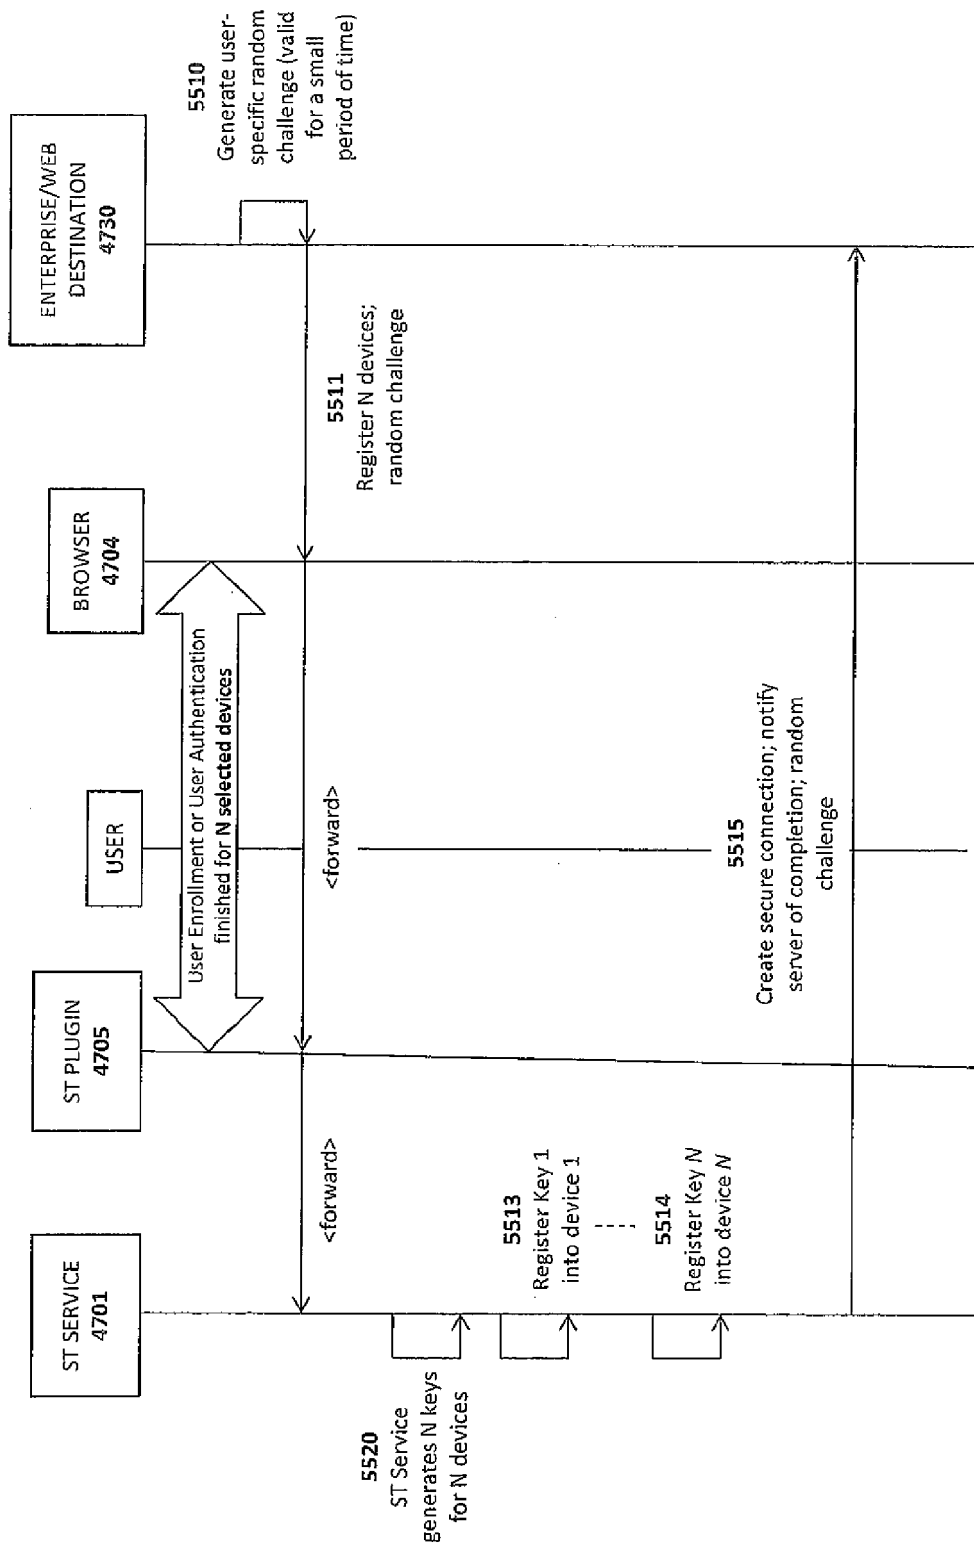 ST SERVICE
4701
ST PLUGIN
4705
USER
BROWSER
4704
ENTERPRISE/WEB
DESTINATION
4730
User Enrollment or User Authentication
finished for N selected devices
5510
Generate user-
specific random
challenge (valid
for a small
period of time)
5511
Register N devices;
random challenge
<forward>
<forward>
5520
ST Service
generates N keys
for N devices
5513
Register Key 1
into device 1
5514
Register Key N
into device N
5515
Create secure connection; notify
server of completion; random
challenge